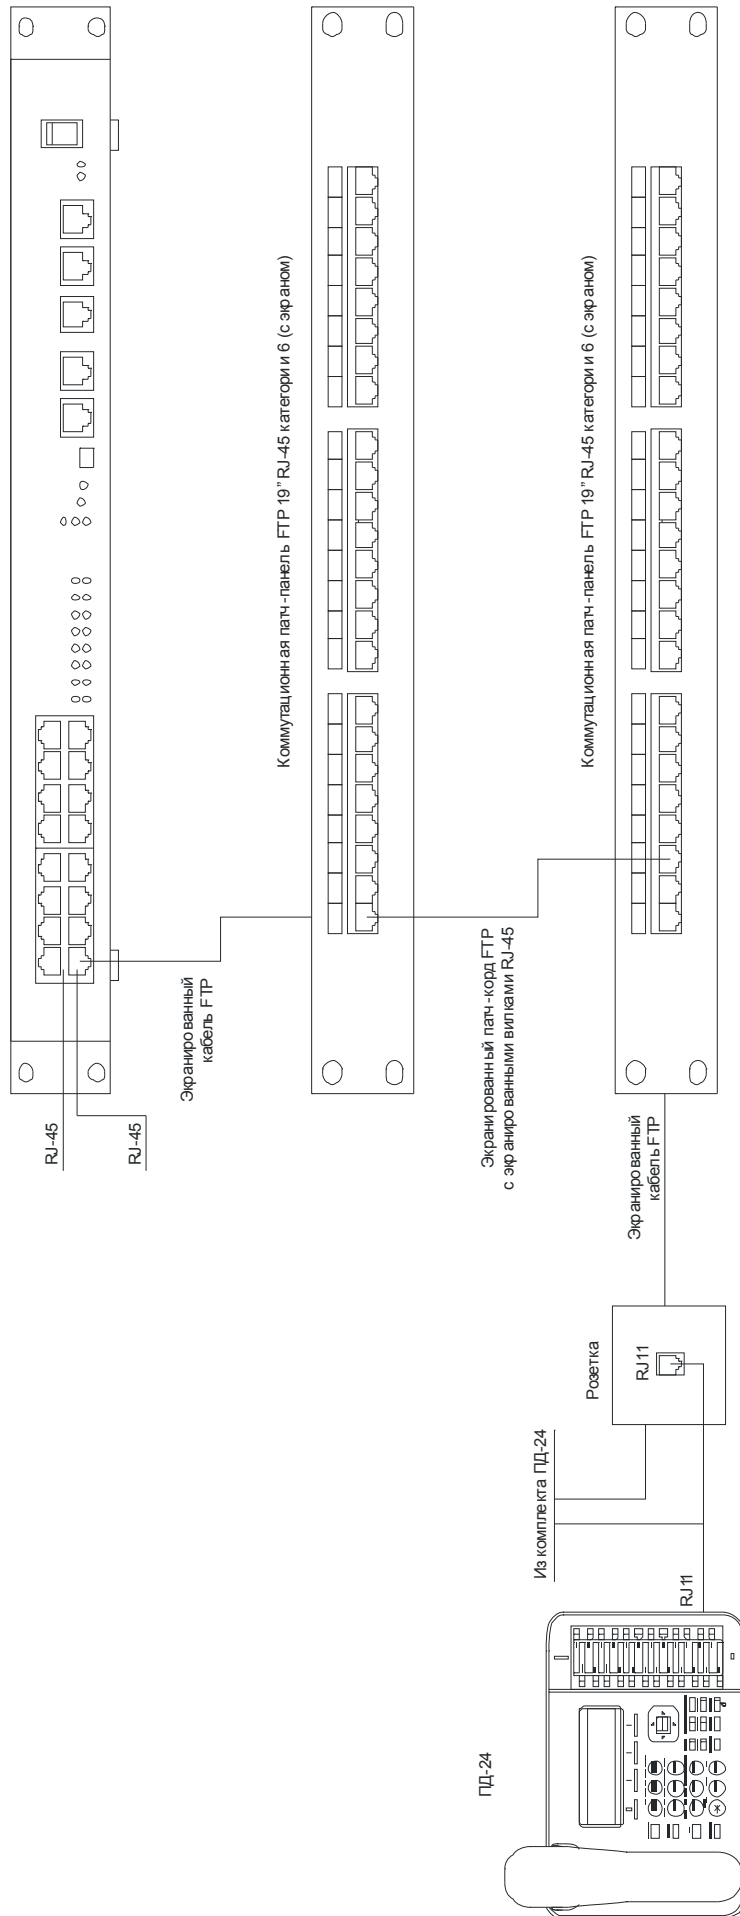 RJ-45
RJ-45
Экранированный
кабель FTP
Коммутационная патч-панель FTP 19" RJ-45 категории 6 (с экраном)
Экранированный патч-корд FTP
с экранированными вилками RJ-45
Коммутационная патч-панель FTP 19" RJ-45 категории 6 (с экраном)
Экранированный
кабель FTP
Розетка
RJ11
Из комплекта ПД-24
RJ11
ПД-24